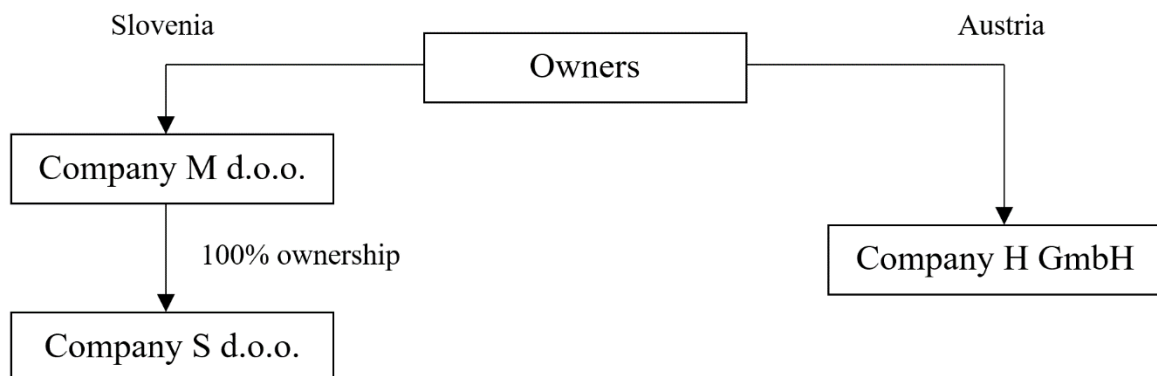 Slovenia
Austria
Owners
Company M d.o.o.
100% ownership
Company H GmbH
Company S d.o.o.